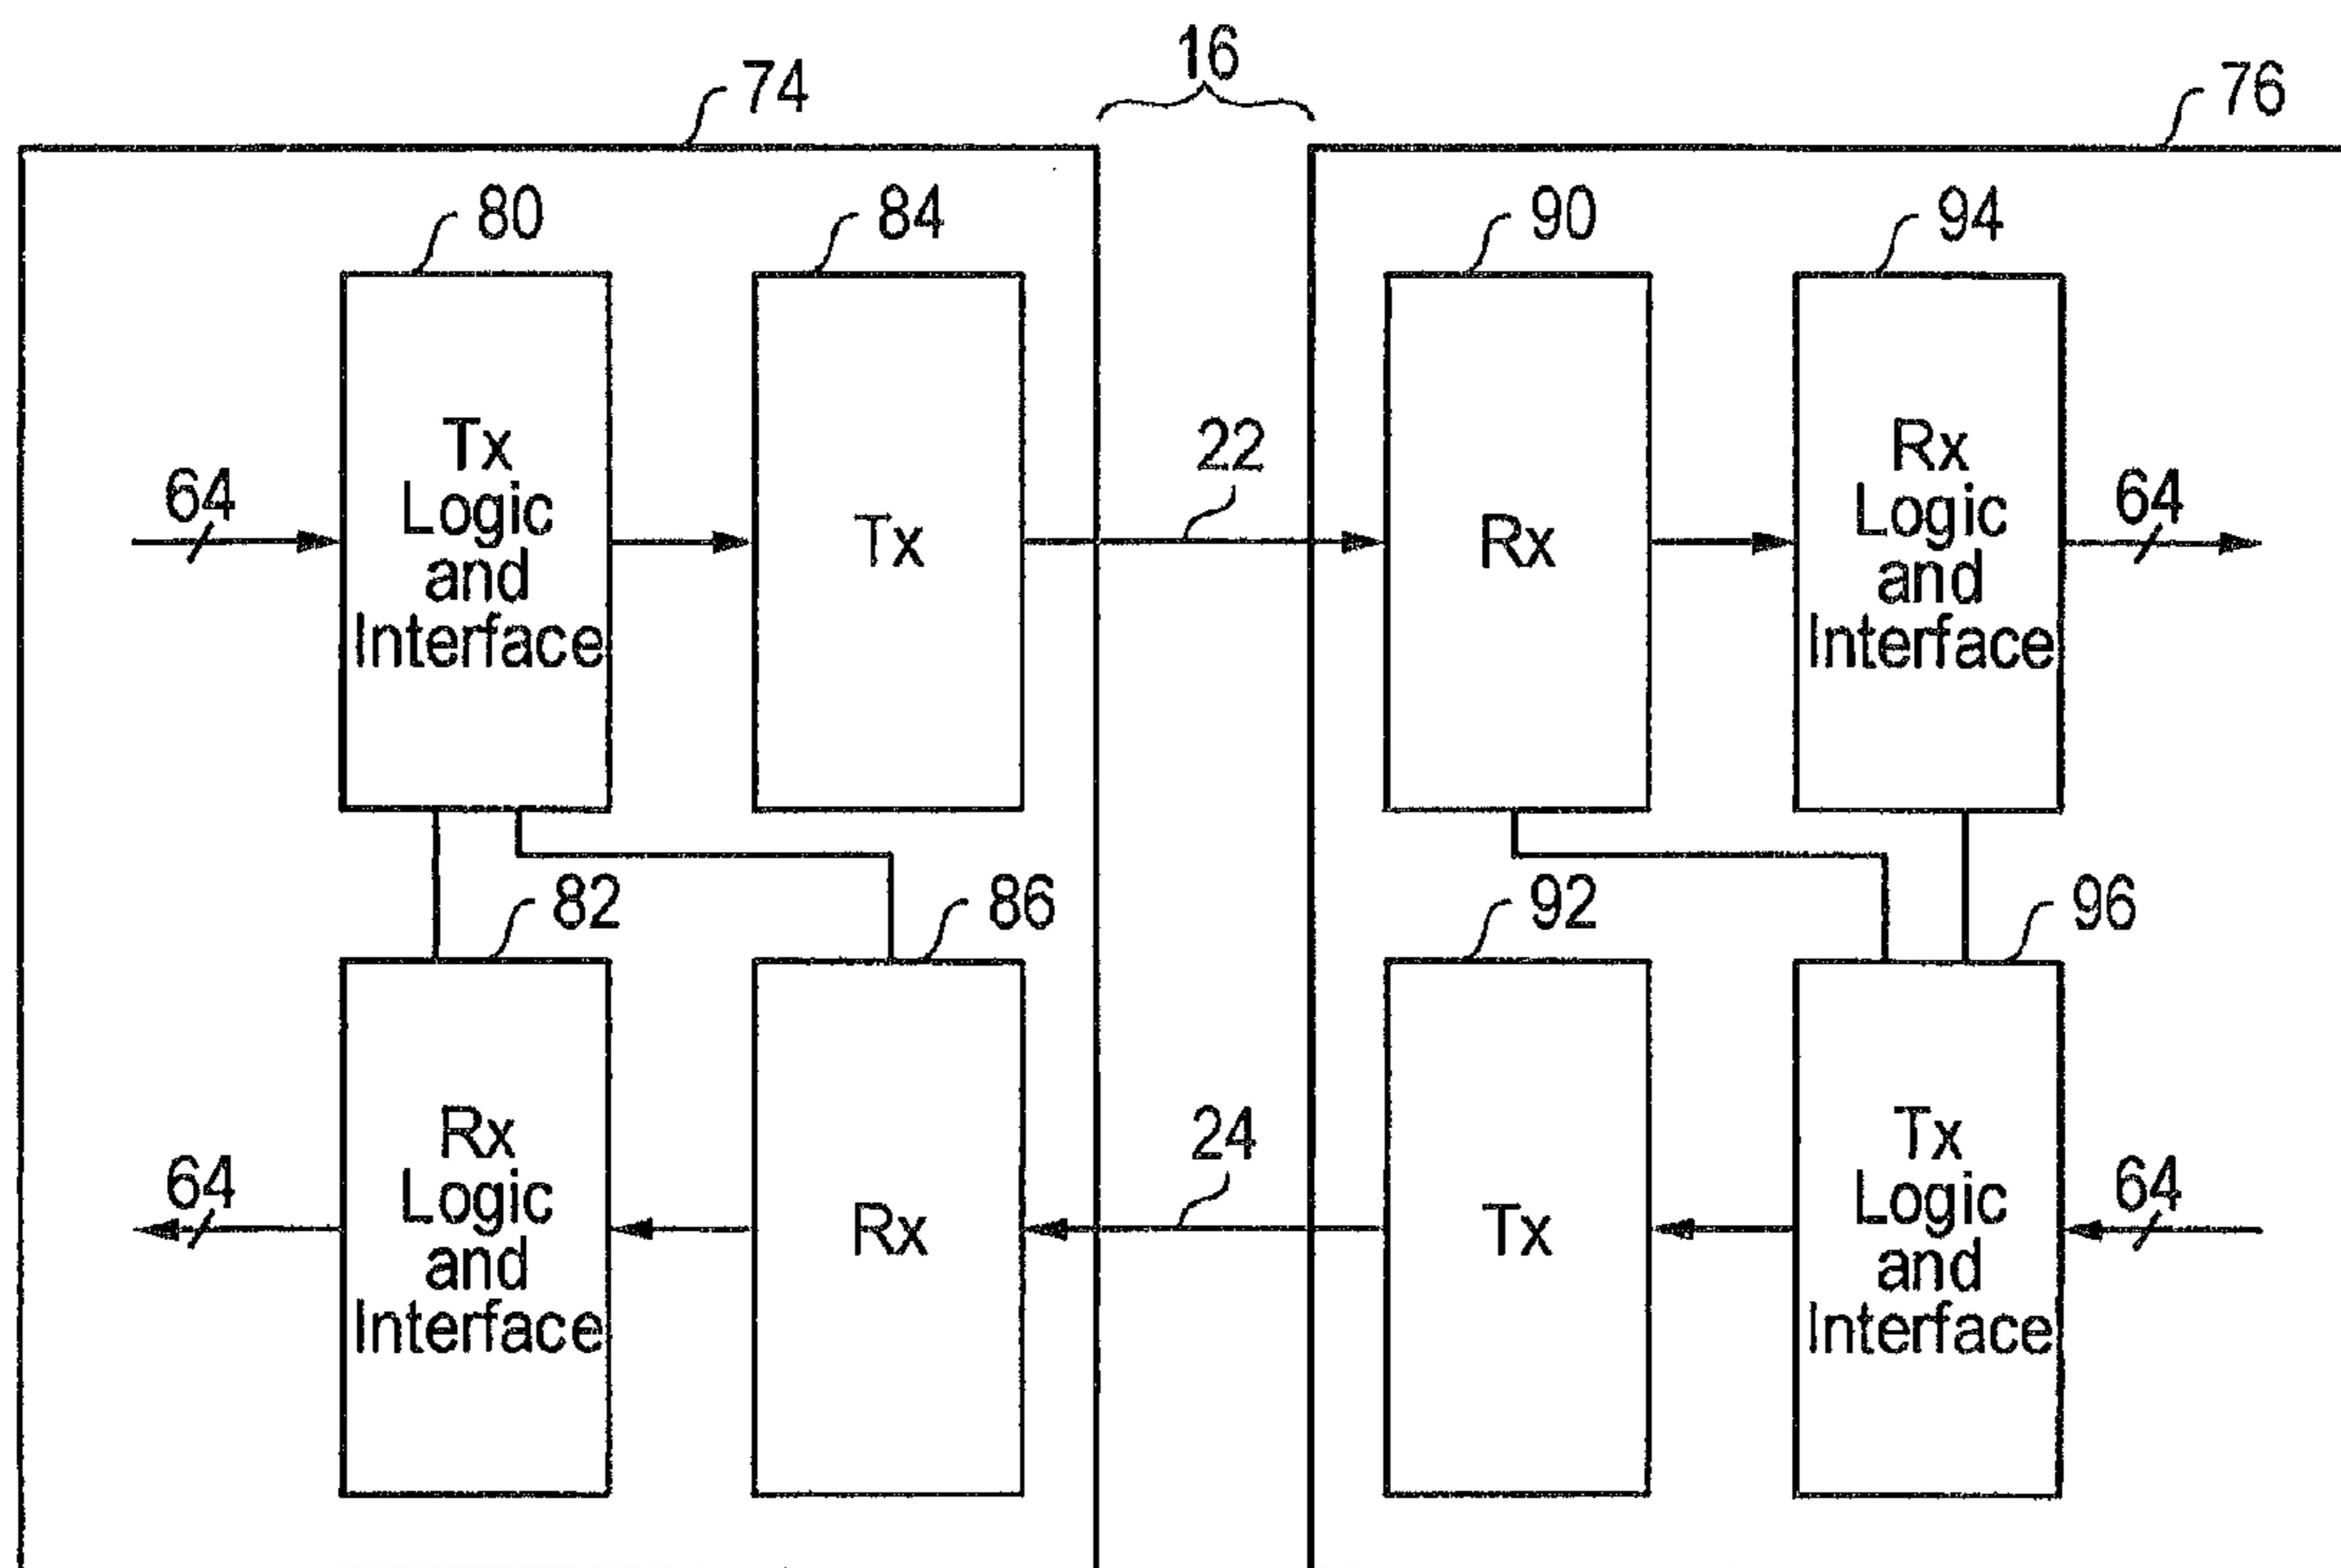 16
74
76
80
84
90
94
Tx
Logic
and
Interface
Tx
Rx
Rx
Logic
and
Interface
64
22
64
82
86
92
96
Rx
Logic
and
Interface
Rx
Tx
Tx
Logic
and
Interface
64
24
64